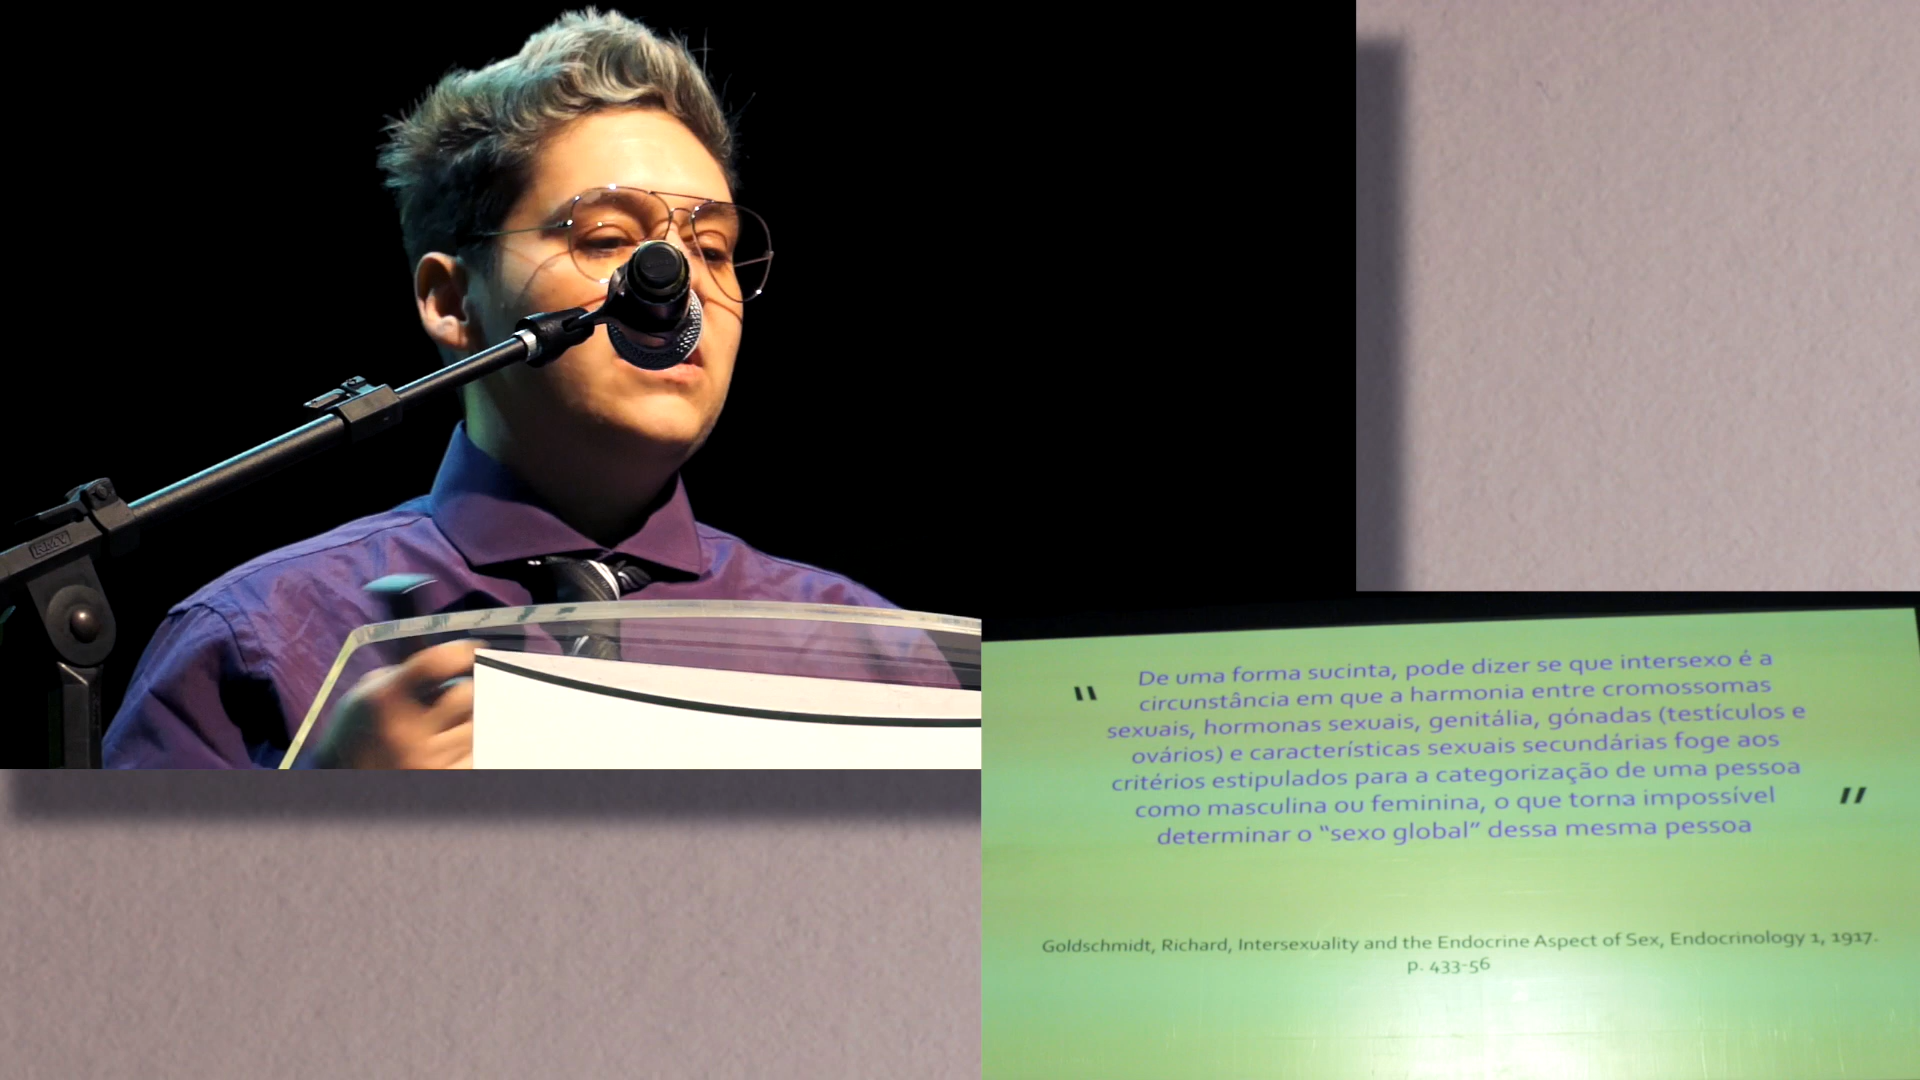 RMV
" De uma forma sucinta, pode dizer se que intersexo é a
circunstância em que a harmonia entre cromossomas
sexuais, hormonas sexuais, genitália, gónadas (testículos e
ovários) e características sexuais secundárias foge aos
critérios estipulados para a categorização de uma pessoa
como masculina ou feminina, o que torna impossível
determinar o “sexo global” dessa mesma pessoa "
Goldschmidt, Richard, Intersexuality and the Endocrine Aspect of Sex, Endocrinology 1, 1917.
p. 433-56